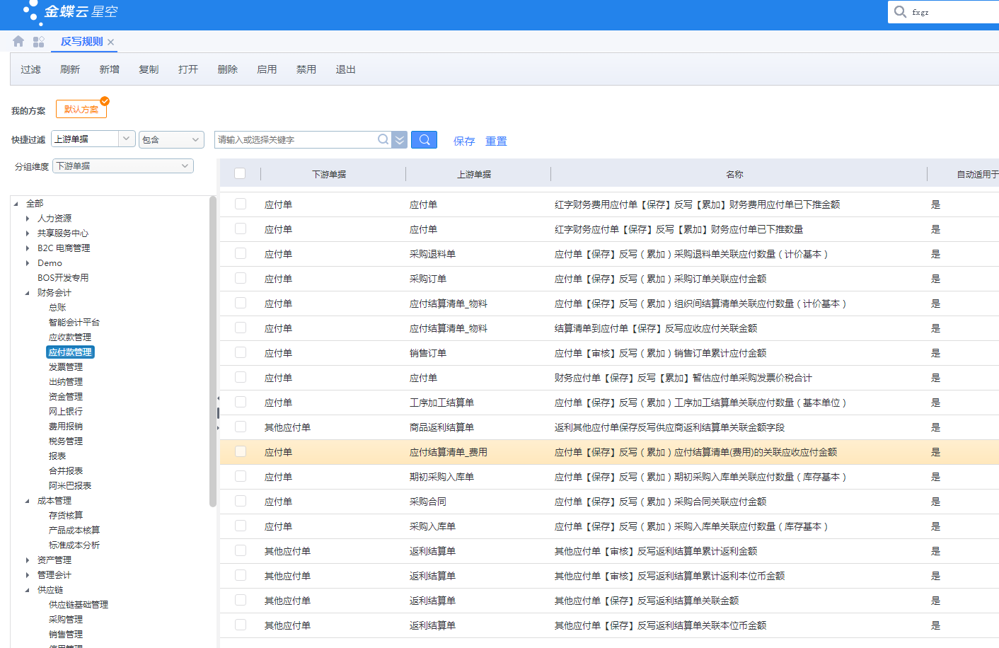 金蝶云 星空
fxgz
反写规则
过滤 刷新 新增 复制 打开 删除 启用 禁用 退出
我的方案 默认方案
快捷过滤 上游单据 包含 请输入或选择关键字 保存 重置
分组维度 下游单据
全部
人力资源
共享服务中心
B2C 电商管理
Demo
BOS开发专用
财务会计
总账
智能会计平台
应收款管理
应付款管理
发票管理
出纳管理
资金管理
网上银行
费用报销
税务管理
报表
合并报表
阿米巴报表
成本管理
存货核算
产品成本核算
标准成本分析
资产管理
管理会计
供应链
供应链基础管理
采购管理
销售管理
信用管理
下游单据 上游单据 名称 自动适用于
应付单 应付单 红字财务费用应付单【保存】反写【累加】财务费用应付单已下推金额 是
应付单 应付单 红字财务应付单【保存】反写【累加】财务应付单已下推数量 是
应付单 采购退料单 应付单【保存】反写（累加）采购退料单关联应付数量（计价基本） 是
应付单 采购订单 应付单【保存】反写（累加）采购订单关联应付金额 是
应付单 应付结算清单_物料 应付单【保存】反写（累加）组织间结算清单关联应付数量（计价基本） 是
应付单 应付结算清单_物料 结算清单到应付单【保存】反写应收应付关联金额 是
应付单 销售订单 应付单【审核】反写（累加）销售订单累计应付金额 是
应付单 应付单 财务应付单【保存】反写【累加】暂估应付单采购发票价税合计 是
应付单 工序加工结算单 应付单【保存】反写（累加）工序加工结算单关联应付数量（基本单位） 是
其他应付单 商品返利结算单 返利其他应付单保存反写供应商返利结算单关联金额字段 是
应付单 应付结算清单_费用 应付单【保存】反写（累加）应付结算清单(费用)的关联应收应付金额 是
应付单 期初采购入库单 应付单【保存】反写（累加）期初采购入库单关联应付数量（库存基本） 是
应付单 采购合同 应付单【保存】反写（累加）采购合同关联应付金额 是
应付单 采购入库单 应付单【保存】反写（累加）采购入库单关联应付数量（库存基本） 是
其他应付单 返利结算单 其他应付单【审核】反写返利结算单累计返利金额 是
其他应付单 返利结算单 其他应付单【审核】反写返利结算单累计返利本位币金额 是
其他应付单 返利结算单 其他应付单【保存】反写返利结算单关联金额 是
其他应付单 返利结算单 其他应付单【保存】反写返利结算单关联本位币金额 是